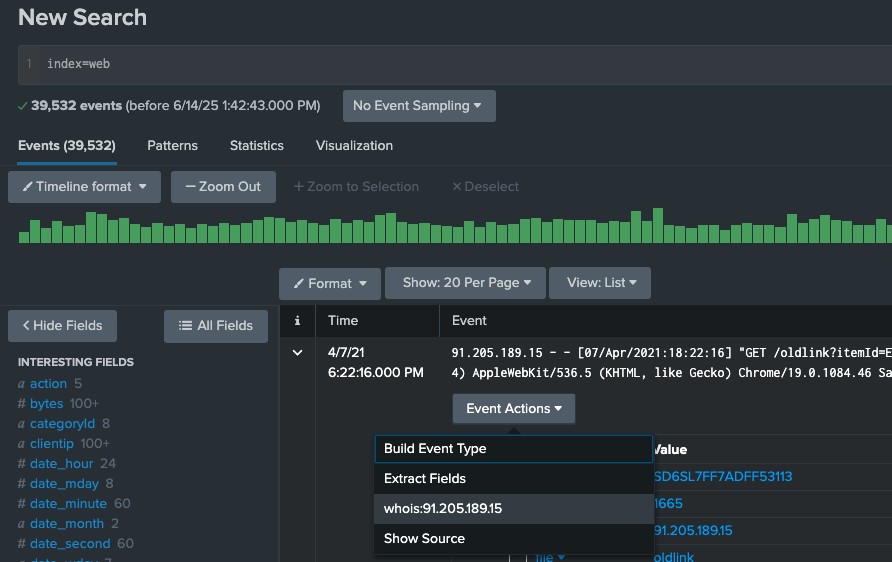 New Search
1 index=web
✓ 39,532 events (before 6/14/25 1:42:43.000 PM) No Event Sampling ▾
Events (39,532) Patterns Statistics Visualization
Timeline format ▾ — Zoom Out + Zoom to Selection × Deselect
Format ▾ Show: 20 Per Page ▾ View: List ▾
< Hide Fields All Fields i Time Event
INTERESTING FIELDS
a action 5
# bytes 100+
a categoryId 8
a clientip 100+
# date_hour 24
# date_mday 8
# date_minute 60
a date_month 2
# date_second 60
4/7/21 91.205.189.15 - - [07/Apr/2021:18:22:16] "GET /oldlink?itemId=E
6:22:16.000 PM 4) AppleWebKit/536.5 (KHTML, like Gecko) Chrome/19.0.1084.46 Sa
Event Actions ▾
Build Event Type Value
Extract Fields SD6SL7FF7ADFF53113
1665
whois:91.205.189.15
91.205.189.15
Show Source
file ▾ oldlink